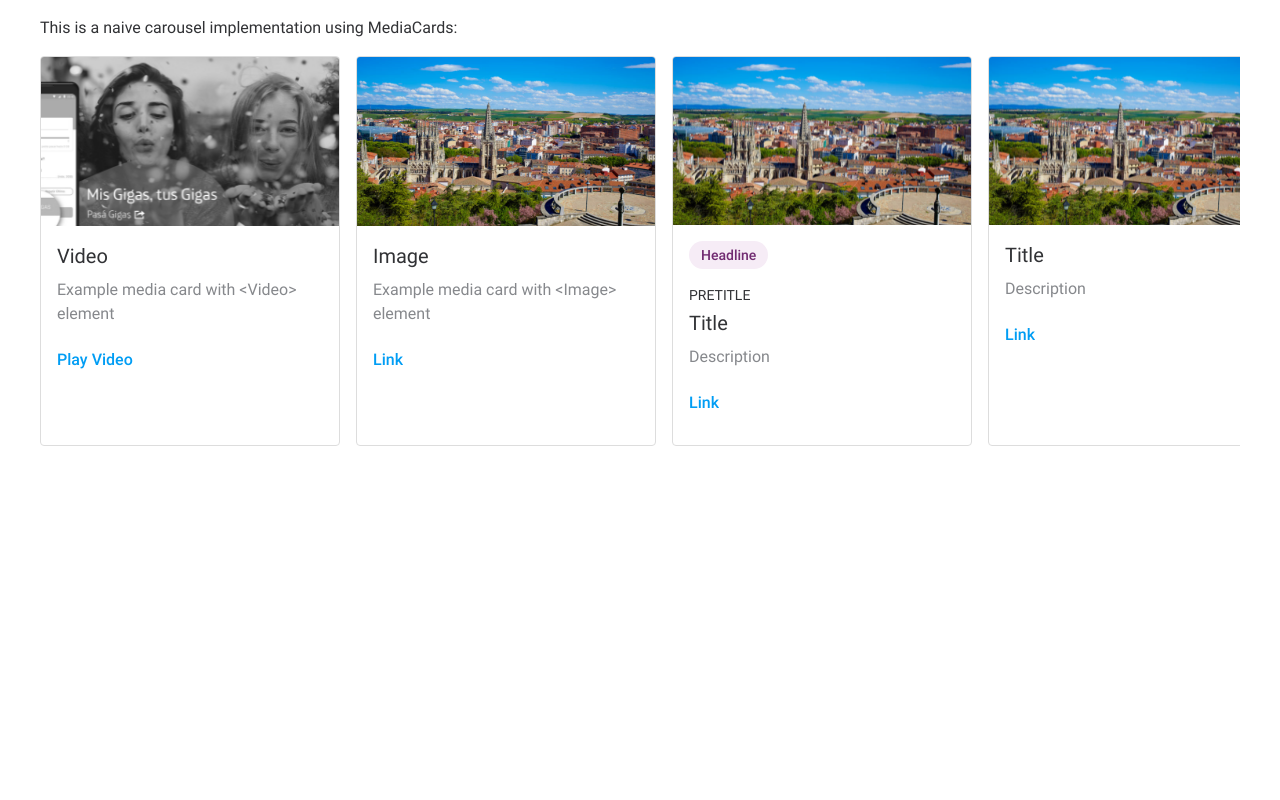 This is a naive carousel implementation using MediaCards:
Mis Gigas, tus Gigas
Pasá Gigas
Video
Example media card with <Video>
element
Play Video
Image
Example media card with <Image>
element
Link
Headline
PRETITLE
Title
Description
Link
Title
Description
Link